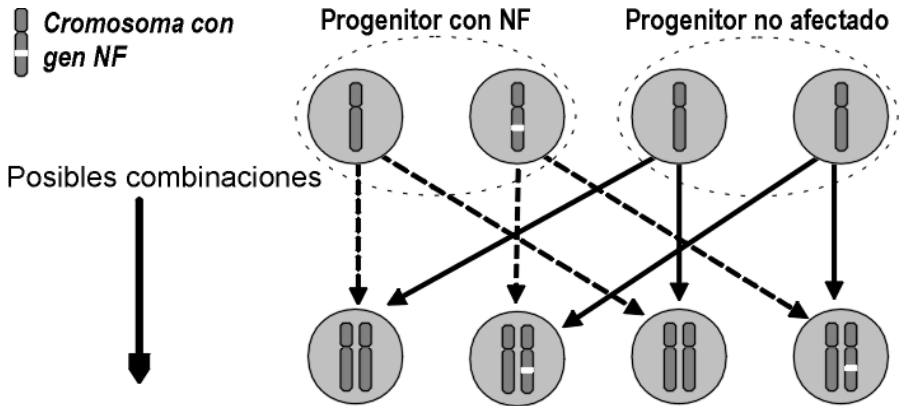 Cromosoma con
gen NF
Progenitor con NF
Progenitor no afectado
Posibles combinaciones